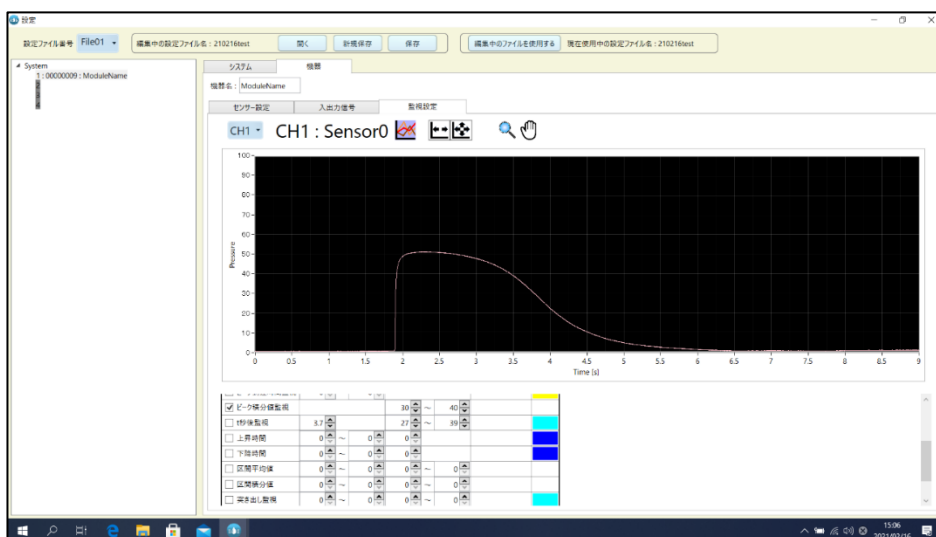 設定
設定ファイル番号 File01 編集中の設定ファイル名 : 210216test 開く 新規保存 保存 編集中のファイルを使用する 現在使用中の設定ファイル名 : 210216test
System
1 : 00000009 : ModuleName
システム 機器
機器名 : ModuleName
センサー設定 入出力信号 監視設定
CH1 CH1 : Sensor0
100
90
80
70
60
50
40
30
20
10
0
Pressure
0 0.5 1 1.5 2 2.5 3 3.5 4 4.5 5 5.5 6 6.5 7 7.5 8 8.5 9
Time (s)
ピーク積分値監視 30 ～ 40
t秒後監視 3.7 27 ～ 39
上昇時間 0 ～ 0 0
下降時間 0 ～ 0 0
区間平均値 0 ～ 0 0 ～ 0
区間積分値 0 ～ 0 0 ～ 0
突き出し監視 0 ～ 0 0 ～ 0
15:06
2021/02/16